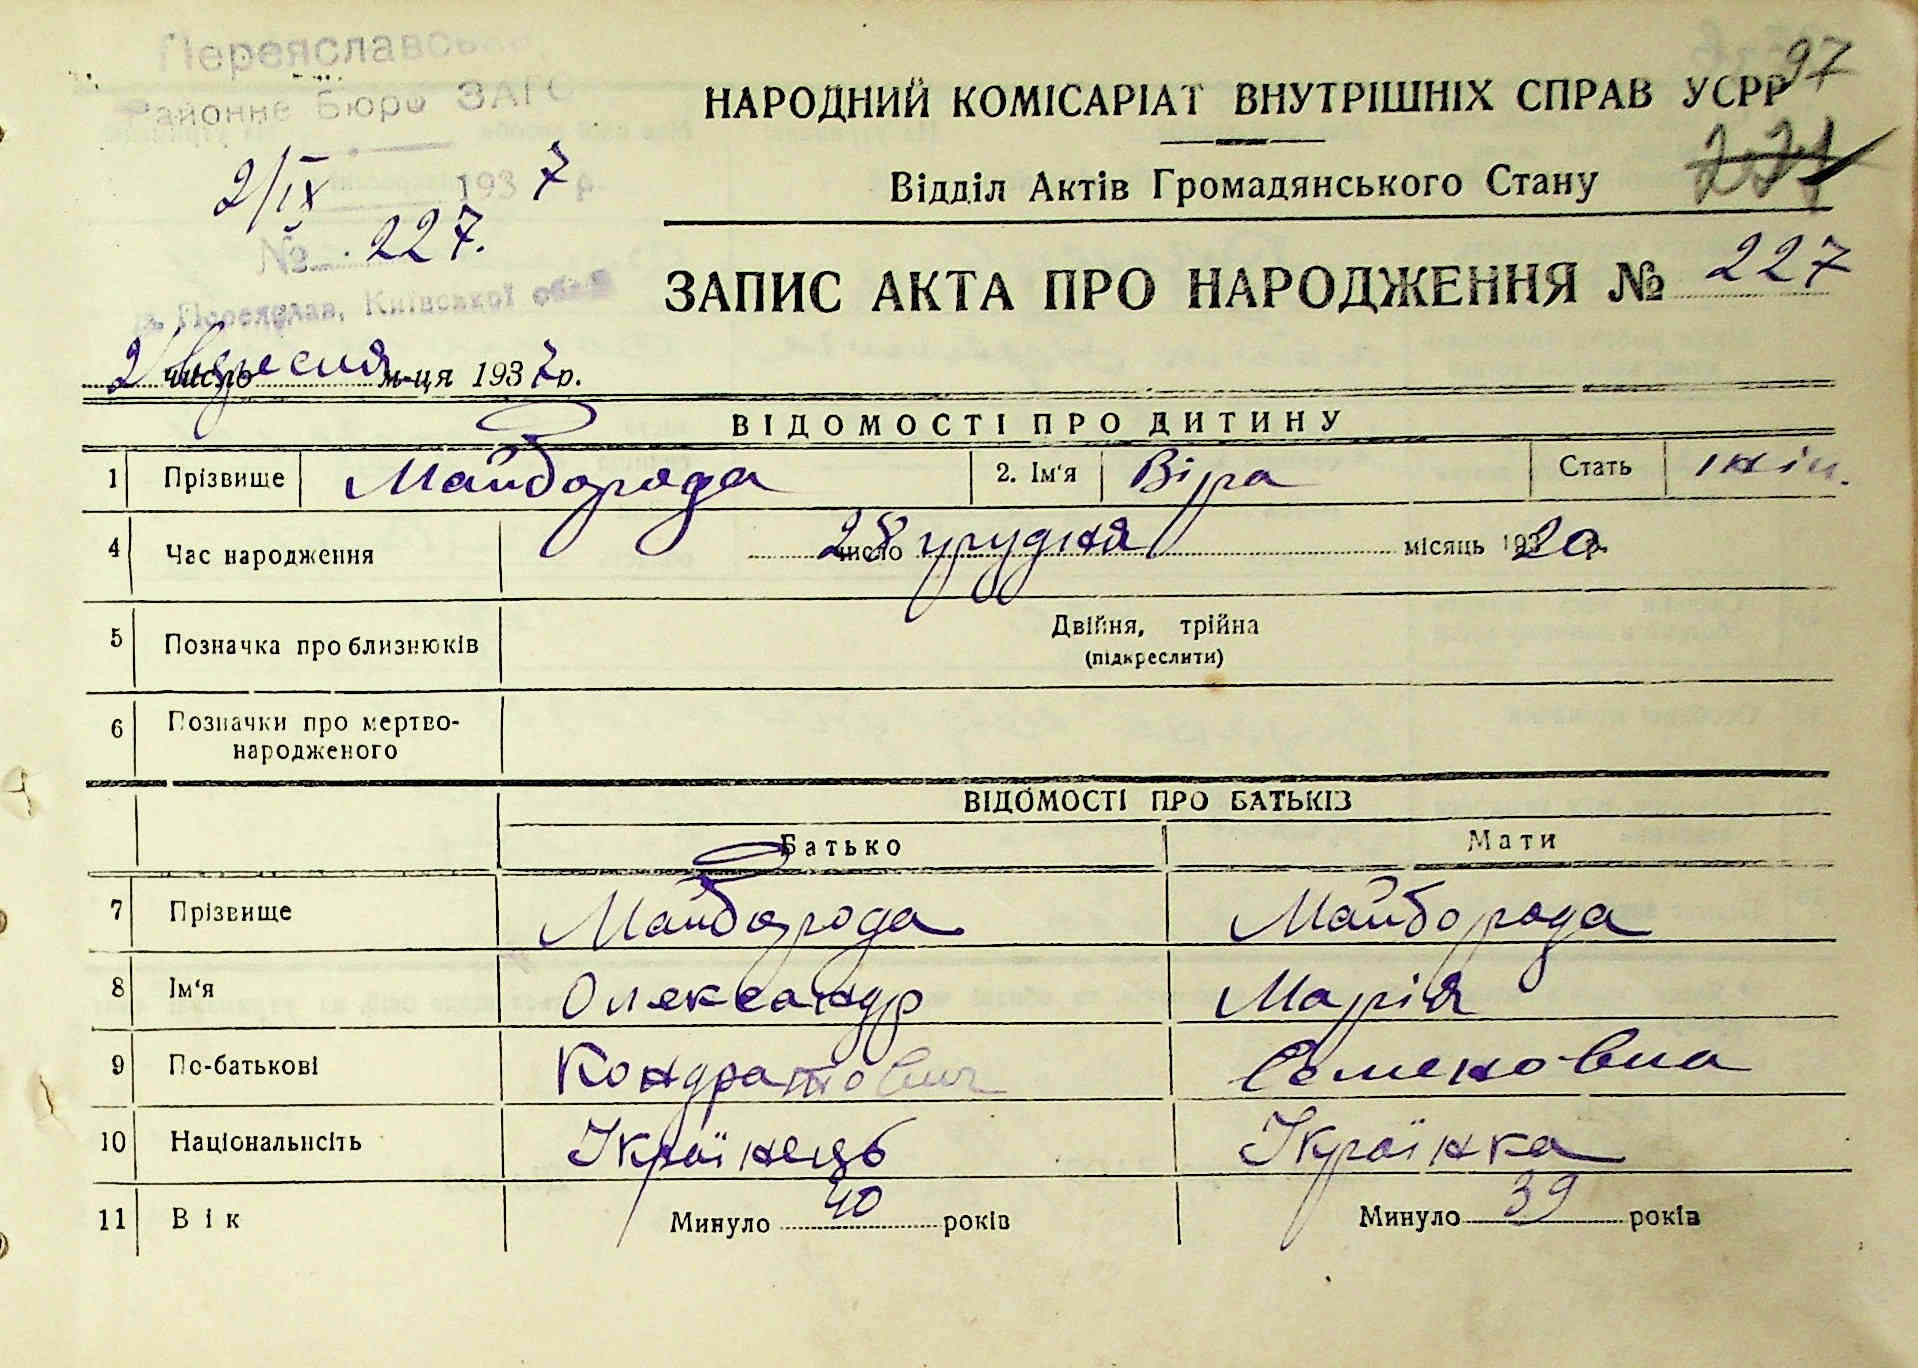 Переяславське
Районне Бюро ЗАГС
2/IX 1937 р.
№ 227.
м. Переяслав, Київської обл.
97
НАРОДНИЙ КОМІСАРІАТ ВНУТРІШНІХ СПРАВ УСРР
Відділ Актів Громадянського Стану
ЗАПИС АКТА ПРО НАРОДЖЕННЯ № 227
2 число вересня м-ця 1937 р.
ВІДОМОСТІ ПРО ДИТИНУ
1 Прізвище Майборода 2. Ім'я Віра Стать жін.
4 Час народження 28 число грудня місяць 1920 р.
5 Позначка про близнюків Двійня, трійна
(підкреслити)
6 Позначки про мертво-
народженого
ВІДОМОСТІ ПРО БАТЬКІВ
Батько Мати
7 Прізвище Майборода Майборода
8 Ім'я Олександр Марія
9 По-батькові Кондратович Семеновна
10 Національність Українець Українка
11 Вік Минуло 40 років Минуло 39 років